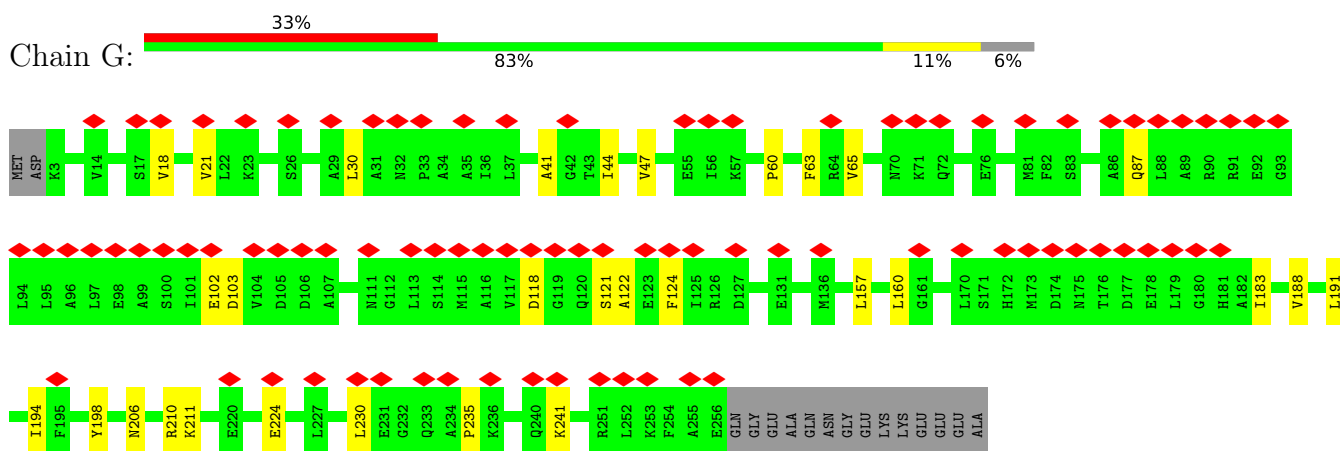 33%
Chain G:
83% 11% 6%
MET ASP K3 V14 S17 V18 V21 L22 K23 S26 A29 L30 A31 N32 P33 A34 A35 I36 L37 A41 G42 T43 I44 V47 E55 I56 K57 P60 F63 R64 V65 N70 K71 Q72 E76 M81 F82 S83 A86 Q87 L88 A89 R90 R91 E92 G93
L94 L95 A96 L97 E98 A99 S100 I101 E102 D103 V104 D105 D106 A107 N111 G112 L113 S114 M115 A116 V117 D118 G119 Q120 S121 A122 E123 F124 I125 R126 D127 E131 M136 L157 L160 G161 L170 S171 H172 M173 D174 N175 T176 D177 E178 L179 G180 H181 A182 I183 V188 L191
I194 F195 Y198 N206 R210 K211 E220 E224 L227 L230 E231 G232 Q233 A234 P235 K236 Q240 K241 R251 L252 K253 F254 A255 E256 GLN GLY GLU ALA GLN ASN GLY GLU LYS LYS GLU GLU GLU ALA